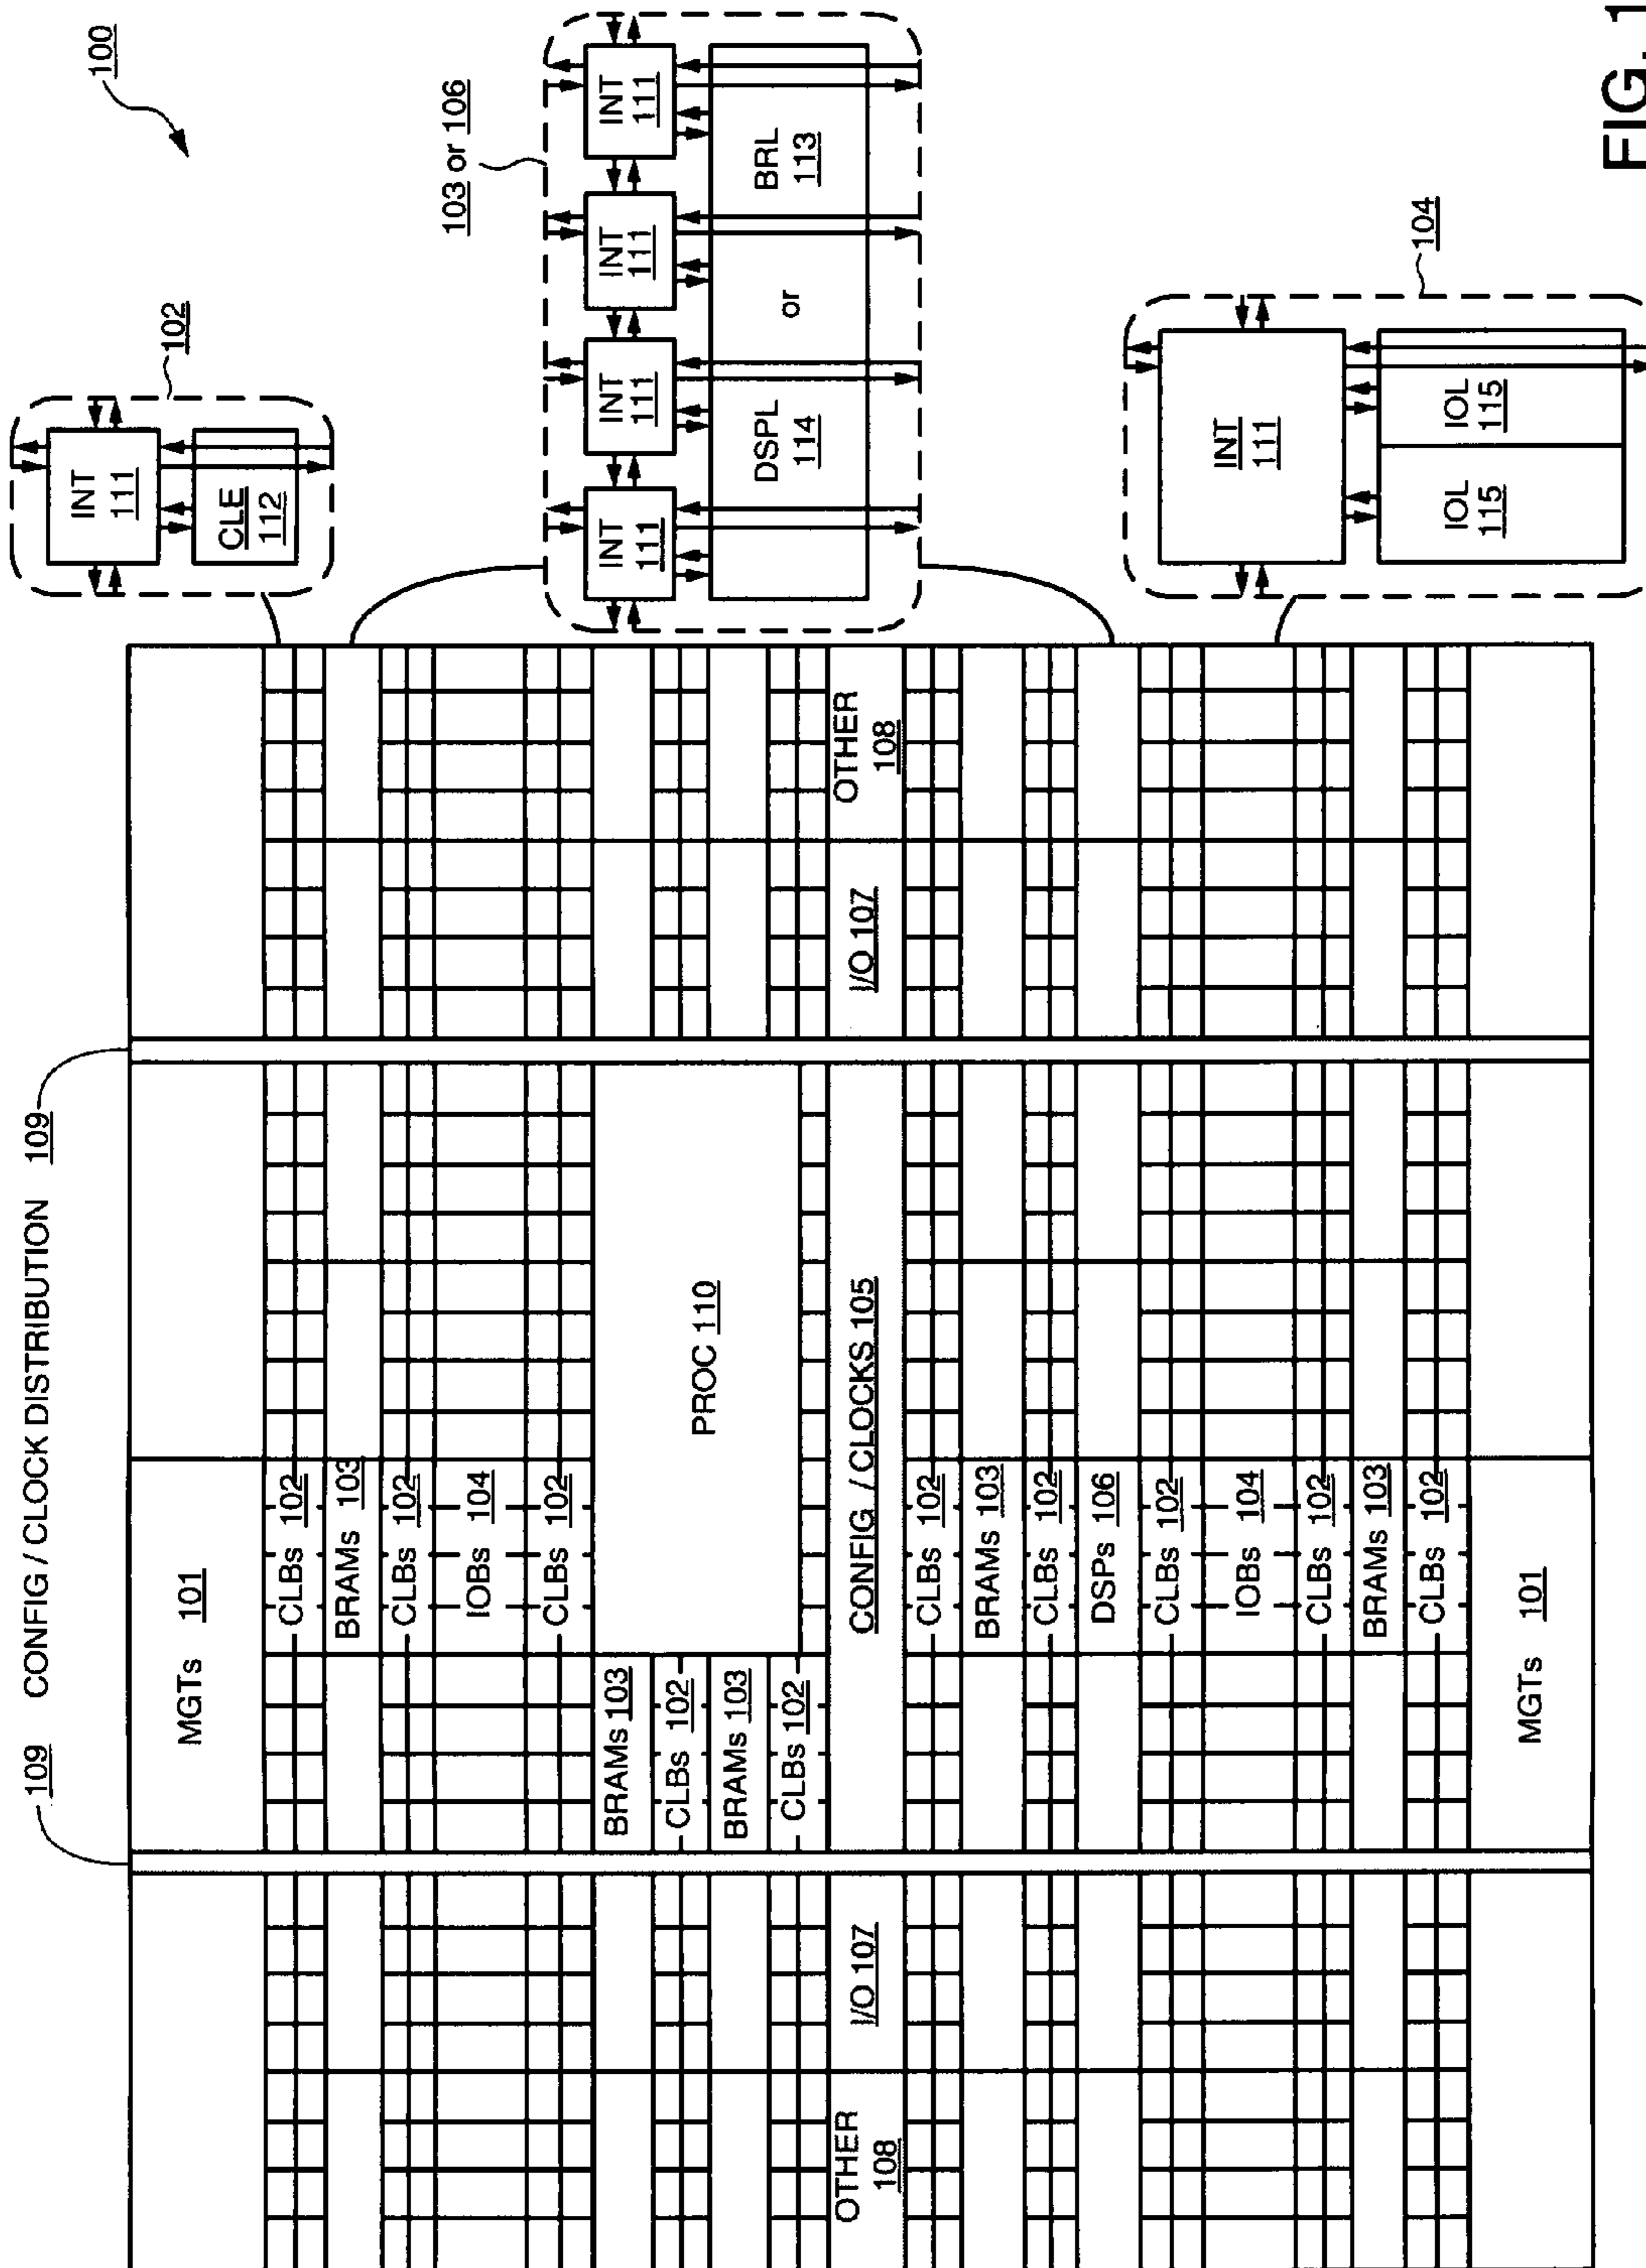 109 CONFIG / CLOCK DISTRIBUTION 109
100
MGTs 101
CLBs 102
BRAMs 103
CLBs 102
IOBs 104
CLBs 102
BRAMs 103
CLBs 102
BRAMs 103
CLBs 102
PROC 110
OTHER
108
I/O 107
CONFIG / CLOCKS 105
I/O 107
OTHER
108
CLBs 102
BRAMs 103
CLBs 102
DSPs 106
CLBs 102
IOBs 104
CLBs 102
BRAMs 103
CLBs 102
MGTs 101
102
INT
111
CLE
112
103 or 106
INT
111
INT
111
INT
111
INT
111
DSPL
114
or
BRL
113
104
INT
111
IOL
115
IOL
115
FIG. 1